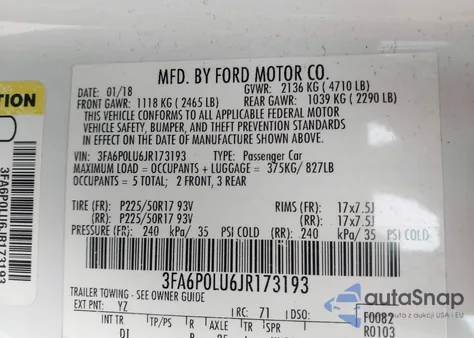 MFD. BY FORD MOTOR CO.
DATE: 01/18 GVWR: 2136 KG ( 4710 LB)
FRONT GAWR: 1118 KG ( 2465 LB) REAR GAWR: 1039 KG ( 2290 LB)
THIS VEHICLE CONFORMS TO ALL APPLICABLE FEDERAL MOTOR
VEHICLE SAFETY, BUMPER, AND THEFT PREVENTION STANDARDS
IN EFFECT ON THE DATE OF MANUFACTURE SHOWN ABOVE.
VIN: 3FA6P0LU6JR173193 TYPE: Passenger Car
MAXIMUM LOAD = OCCUPANTS + LUGGAGE = 375KG/ 827LB
OCCUPANTS = 5 TOTAL; 2 FRONT, 3 REAR
TIRE (FR): P225/50R17 93V RIMS (FR): 17x7.5J
(RR): P225/50R17 93V (RR): 17x7.5J
PRESSURE (FR): 240 kPa/ 35 PSI COLD (RR): 240 kPa/ 35 PSI COLD
3FA6P0LU6JR173193
TRAILER TOWING - SEE OWNER GUIDE
EXT PNT: YZ RC: 71 DSO: F0082
INT TR TP/PS R AXLE TR SPR R0103
DI
3FA6P0LU6JR173193
autoSnap